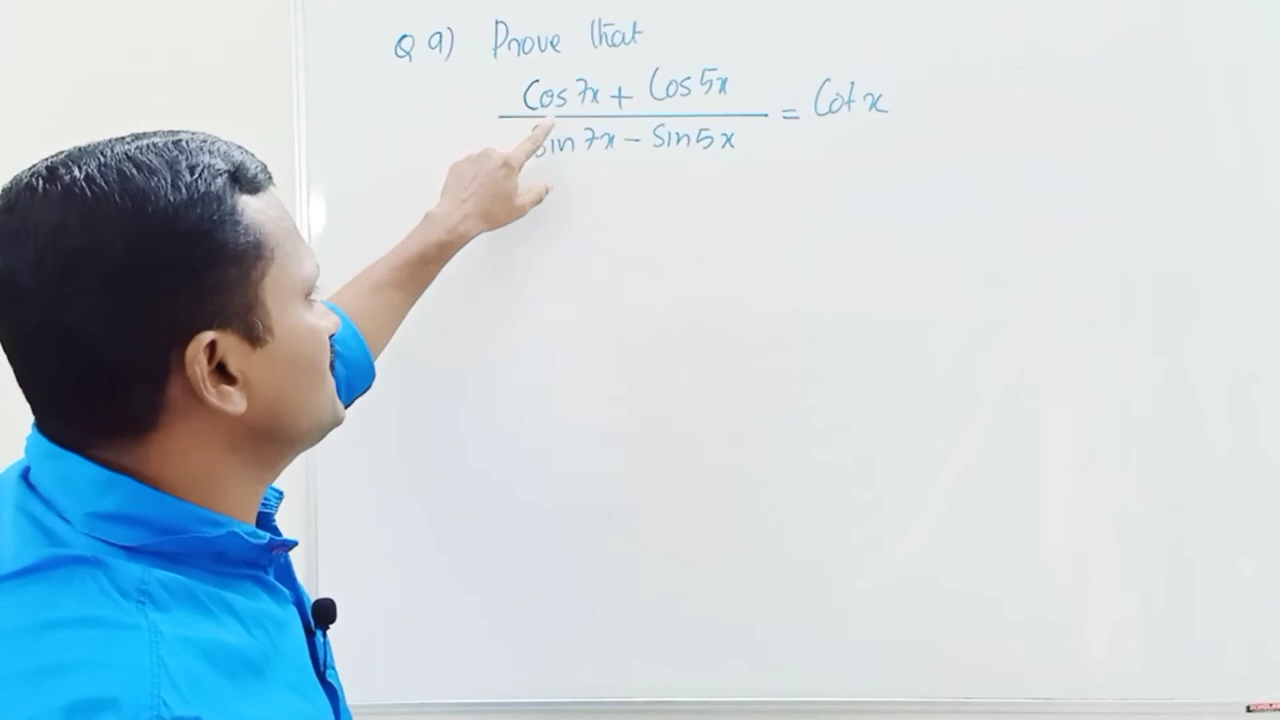 Q 9) Prove that
Cos 7x + Cos 5x
Sin 7x - Sin 5x
= Cot x